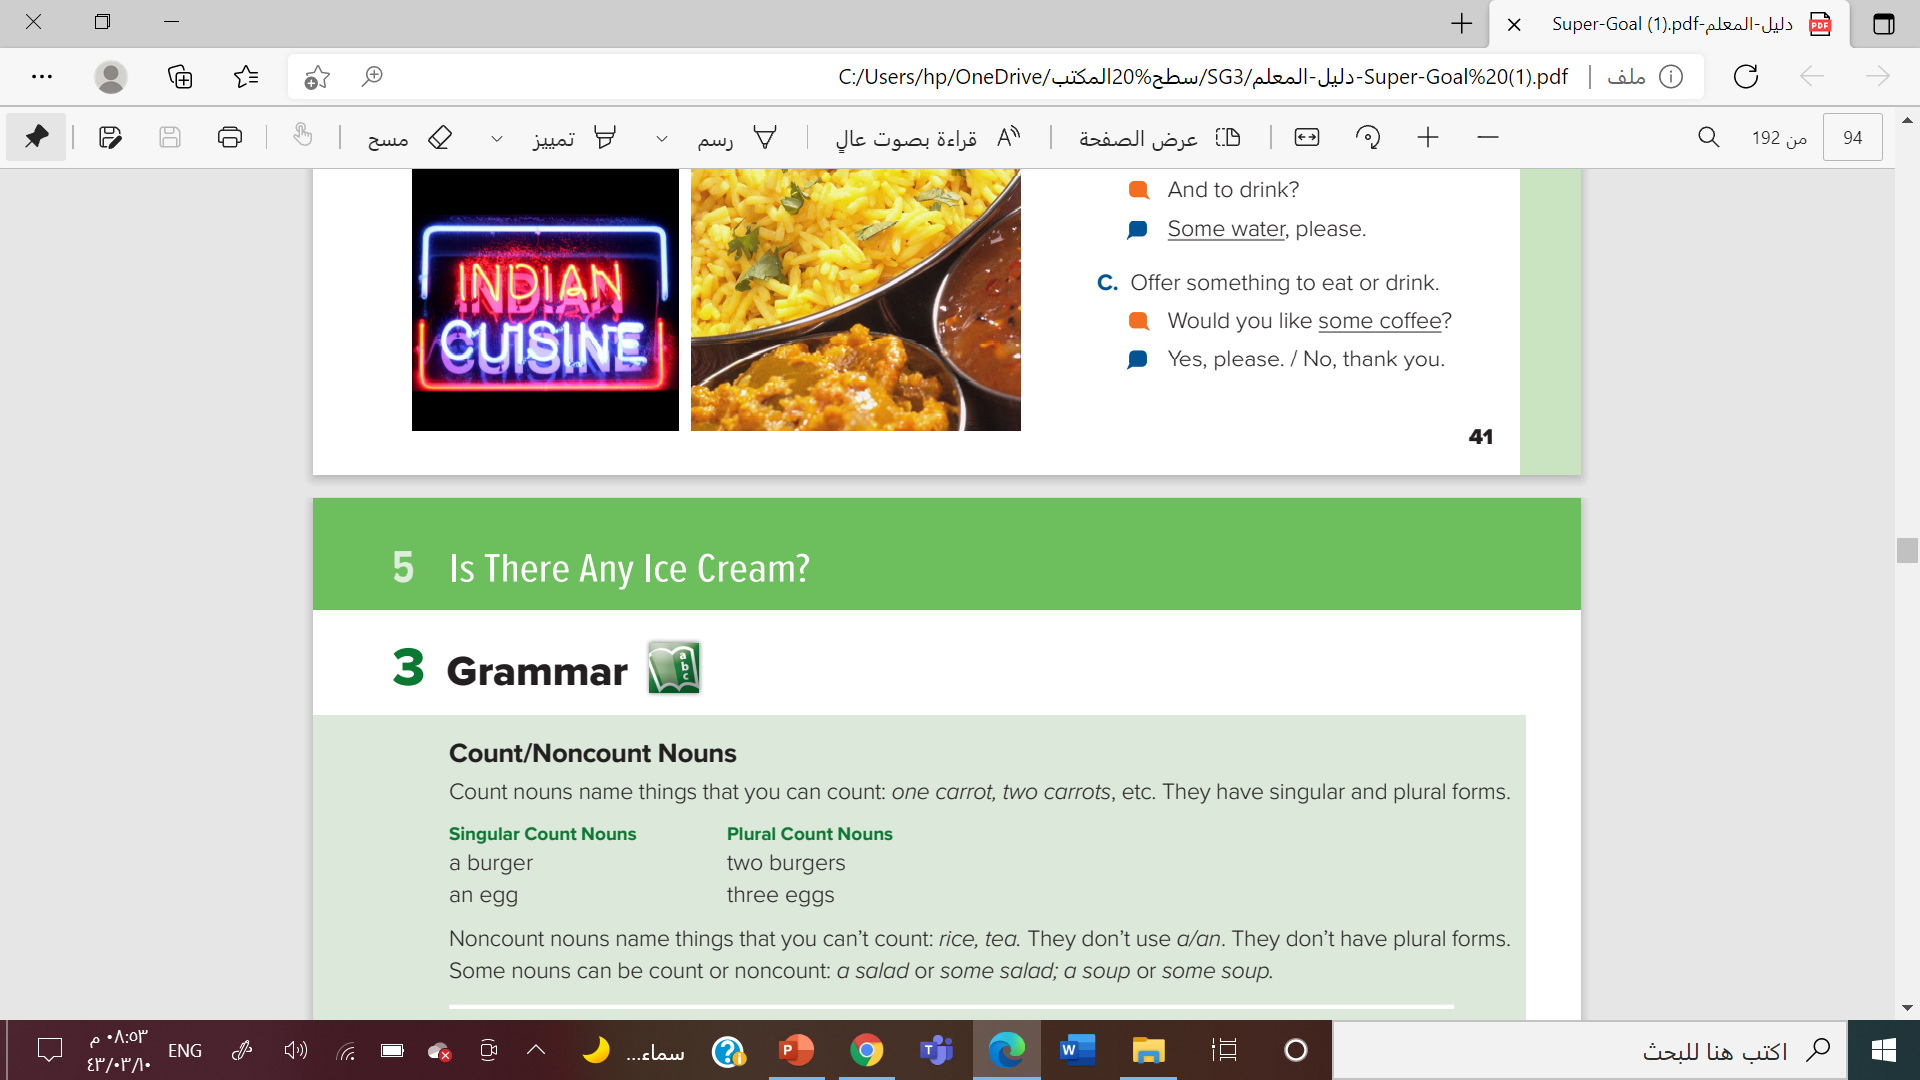 دليل-المعلم-Super-Goal (1).pdf
ملف
C:/Users/hp/OneDrive/سطح%20المكتب/SG3/دليل-المعلم-Super-Goal%20(1).pdf
94
من 192
عرض الصفحة
قراءة بصوت عالٍ
رسم
تمييز
مسح
INDIAN
CUISINE
And to drink?
Some water, please.
C. Offer something to eat or drink.
Would you like some coffee?
Yes, please. / No, thank you.
41
5 Is There Any Ice Cream?
3 Grammar
a
b
c
Count/Noncount Nouns
Count nouns name things that you can count: one carrot, two carrots, etc. They have singular and plural forms.
Singular Count Nouns Plural Count Nouns
a burger two burgers
an egg three eggs
Noncount nouns name things that you can't count: rice, tea. They don't use a/an. They don't have plural forms.
Some nouns can be count or noncount: a salad or some salad; a soup or some soup.
اكتب هنا للبحث
سماء...
ENG
٠٨:٥٣ م
٤٣/٠٣/١٠